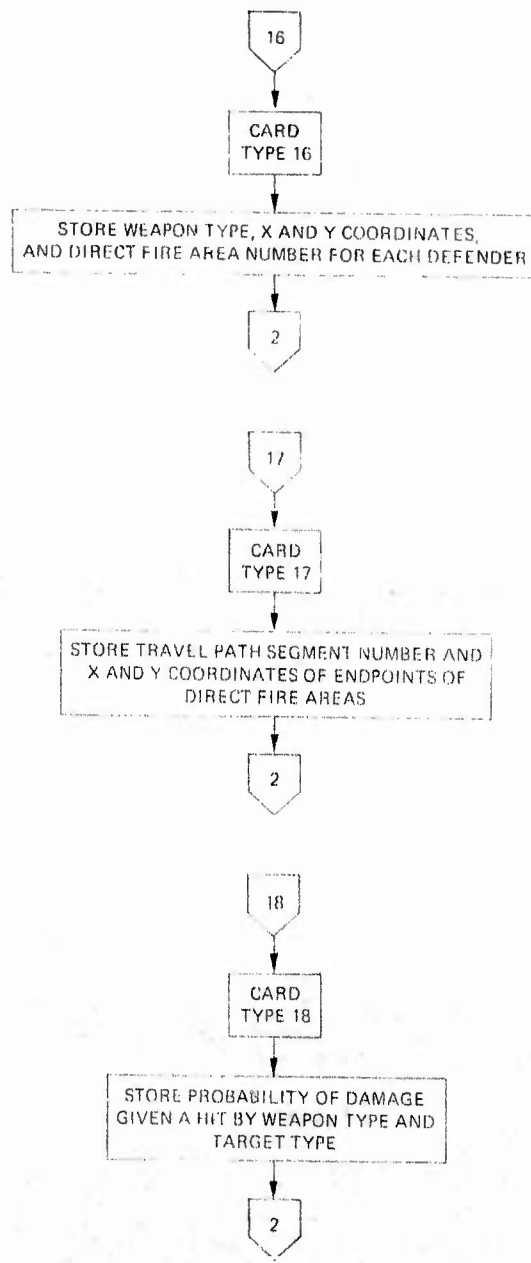 16
CARD
TYPE 16
STORE WEAPON TYPE, X AND Y COORDINATES,
AND DIRECT FIRE AREA NUMBER FOR EACH DEFENDER
2
17
CARD
TYPE 17
STORE TRAVEL PATH SEGMENT NUMBER AND
X AND Y COORDINATES OF ENDPOINTS OF
DIRECT FIRE AREAS
2
18
CARD
TYPE 18
STORE PROBABILITY OF DAMAGE
GIVEN A HIT BY WEAPON TYPE AND
TARGET TYPE
2